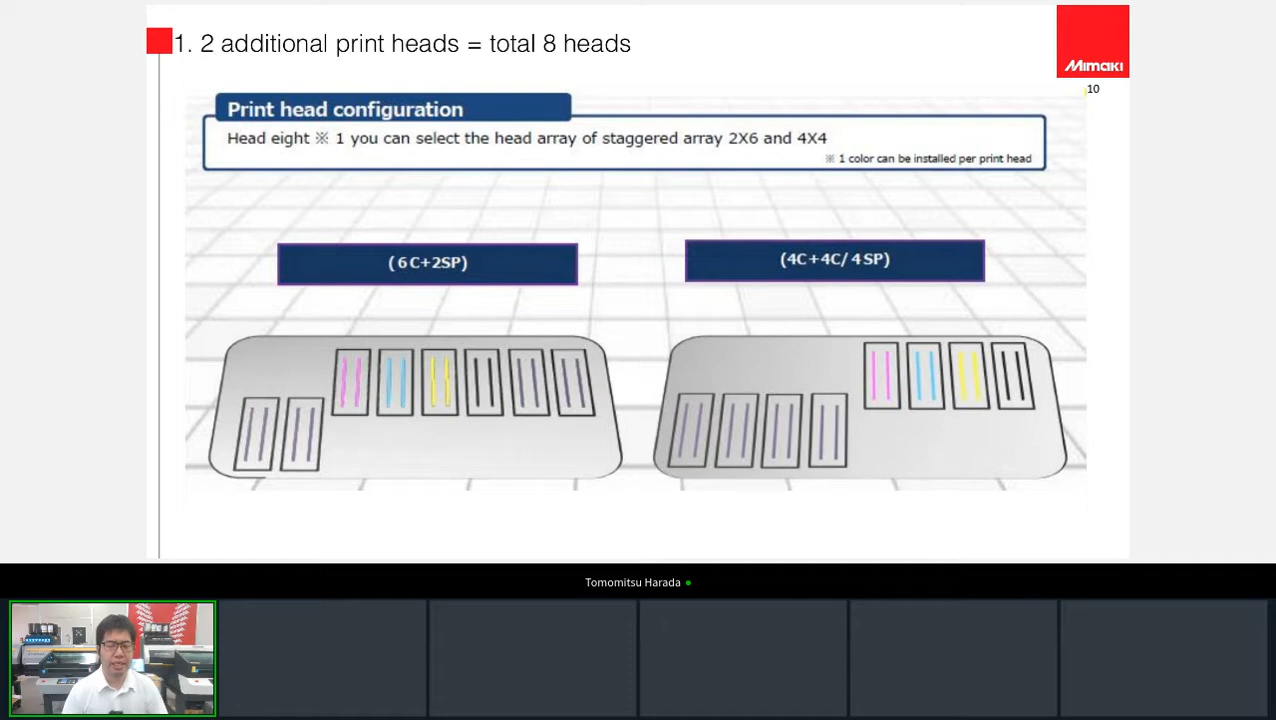 1. 2 additional print heads = total 8 heads
Mimaki
10
Print head configuration
Head eight ※ 1 you can select the head array of staggered array 2X6 and 4X4
※ 1 color can be installed per print head
( 6C+2SP)
(4C+4C/ 4SP)
Tomomitsu Harada